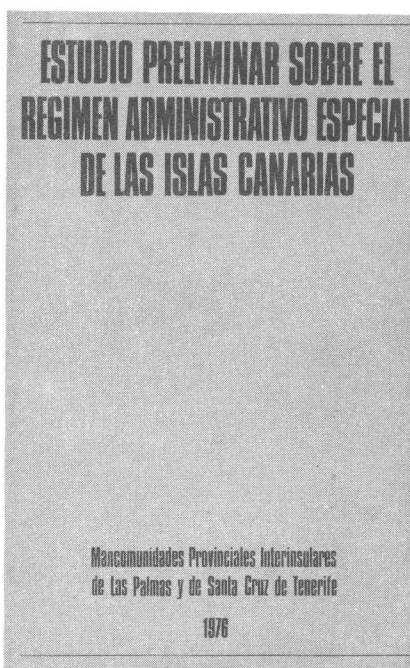 ESTUDIO PRELIMINAR SOBRE EL
REGIMEN ADMINISTRATIVO ESPECIAL
DE LAS ISLAS CANARIAS
Mancomunidades Provinciales Interinsulares
de Las Palmas y de Santa Cruz de Tenerife
1976